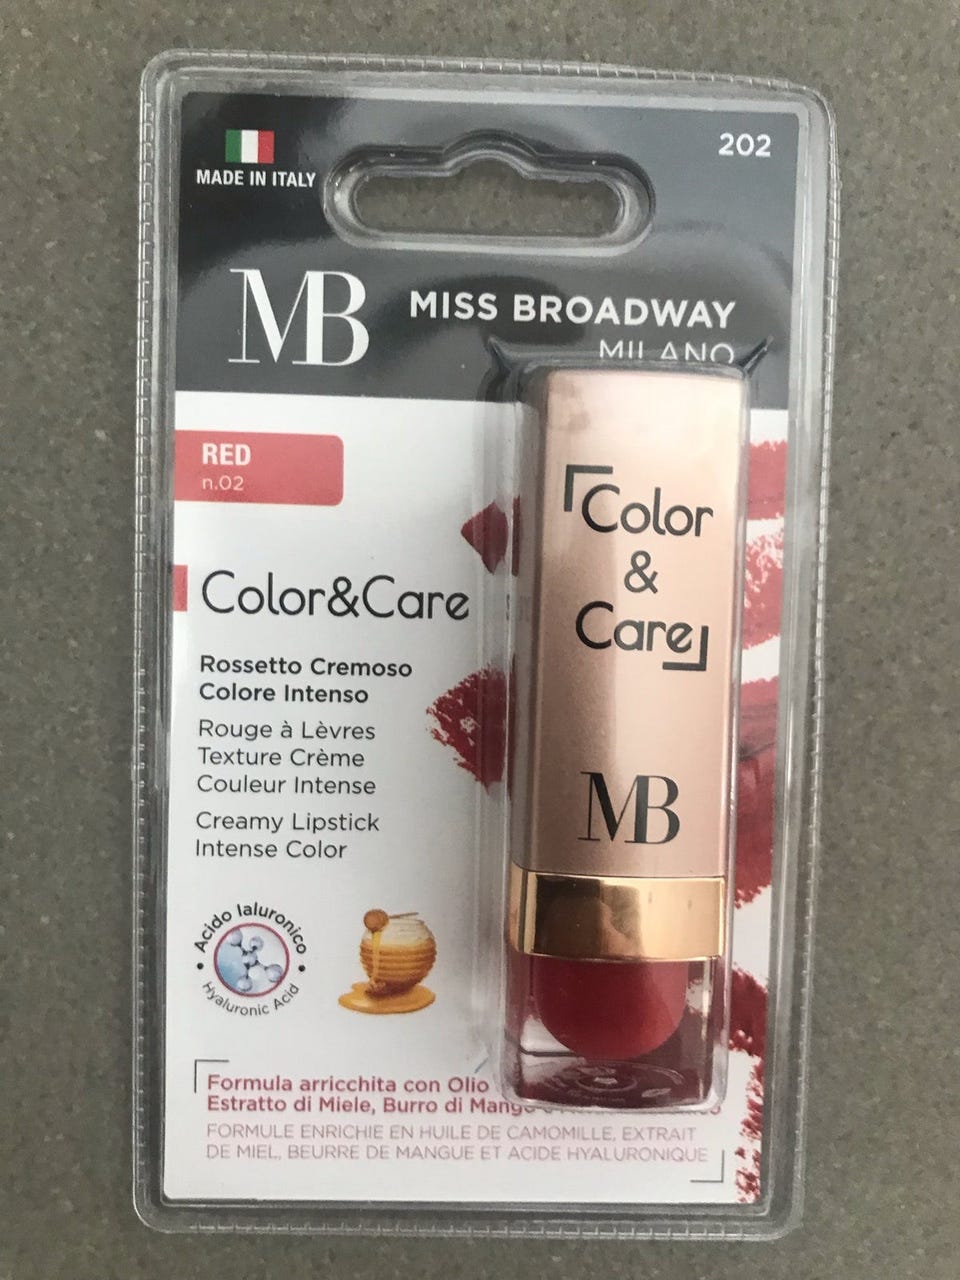 MADE IN ITALY
202
MB
MISS BROADWAY
MILANO
RED
n.02
Color&Care
Rossetto Cremoso
Colore Intenso
Rouge à Lèvres
Texture Crème
Couleur Intense
Creamy Lipstick
Intense Color
Acido Ialuronico
Hyaluronic Acid
Formula arricchita con Olio
Estratto di Miele, Burro di Mango
FORMULE ENRICHIE EN HUILE DE CAMOMILLE, EXTRAIT
DE MIEL, BEURRE DE MANGUE ET ACIDE HYALURONIQUE
Color
&
Care
MB